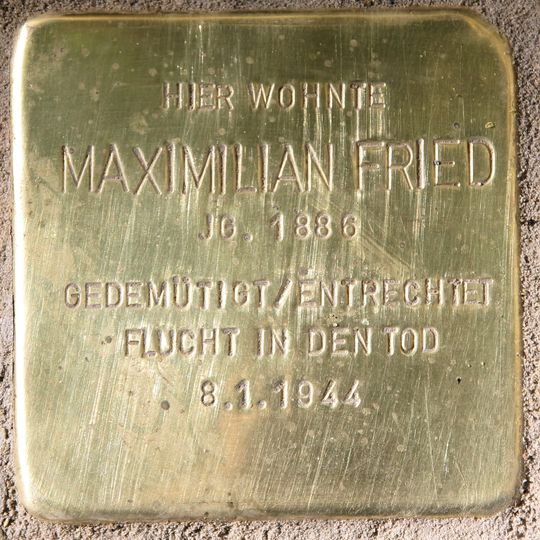 HIER WOHNTE
MAXIMILIAN FRIED
JG. 1886
GEDEMÜTIGT/ENTRECHTET
FLUCHT IN DEN TOD
8.1.1944